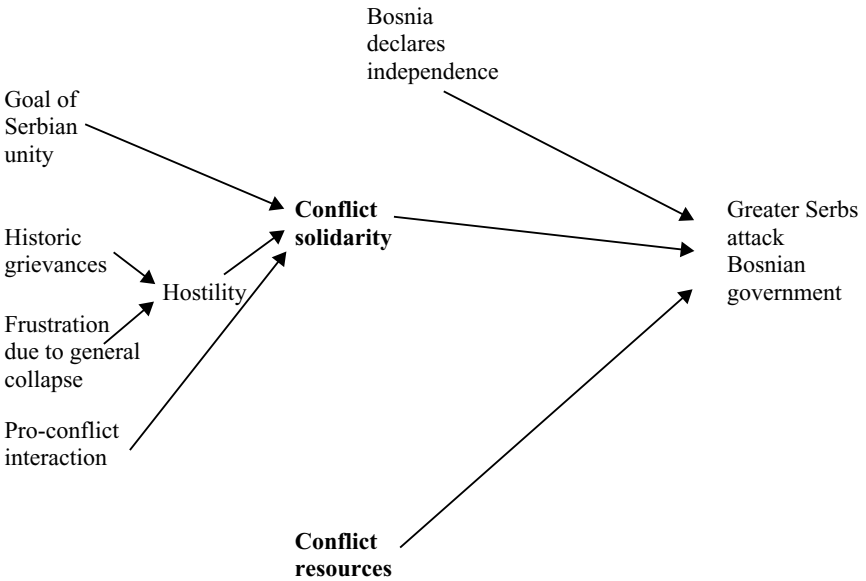 Bosnia
declares
independence
Goal of
Serbian
unity
Conflict
solidarity
Greater Serbs
attack
Bosnian
government
Historic
grievances
Hostility
Frustration
due to general
collapse
Pro-conflict
interaction
Conflict
resources